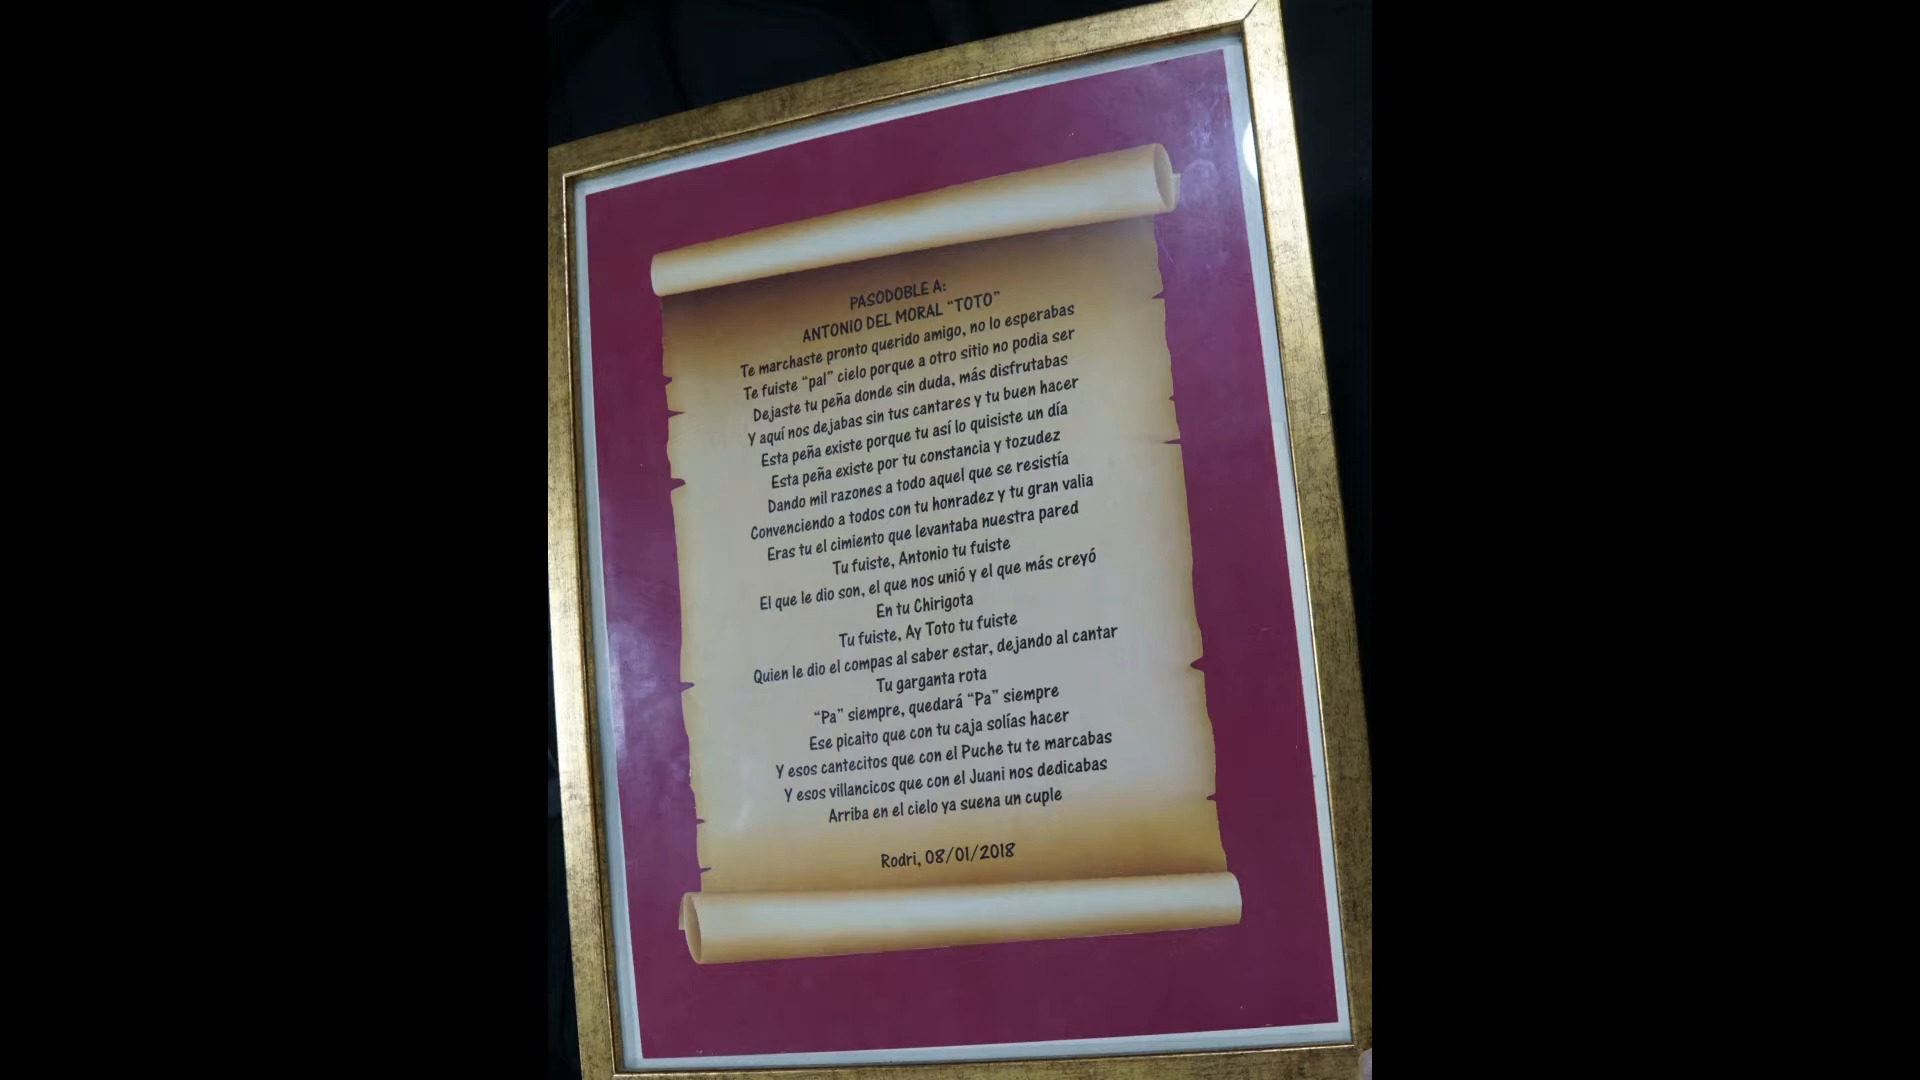 PASODOBLE A:
ANTONIO DEL MORAL “TOTO”
Te marchaste pronto querido amigo, no lo esperabas
Te fuiste “pal” cielo porque a otro sitio no podia ser
Dejaste tu peña donde sin duda, más disfrutabas
Y aquí nos dejabas sin tus cantares y tu buen hacer
Esta peña existe porque tu así lo quisiste un día
Esta peña existe por tu constancia y tozudez
Dando mil razones a todo aquel que se resistía
Convenciendo a todos con tu honradez y tu gran valia
Eras tu el cimiento que levantaba nuestra pared
Tu fuiste, Antonio tu fuiste
El que le dio son, el que nos unió y el que más creyó
En tu Chirigota
Tu fuiste, Ay Toto tu fuiste
Quien le dio el compas al saber estar, dejando al cantar
Tu garganta rota
“Pa” siempre, quedará “Pa” siempre
Ese picaito que con tu caja solías hacer
Y esos cantecitos que con el Puche tu te marcabas
Y esos villancicos que con el Juani nos dedicabas
Arriba en el cielo ya suena un cuple
Rodri, 08/01/2018